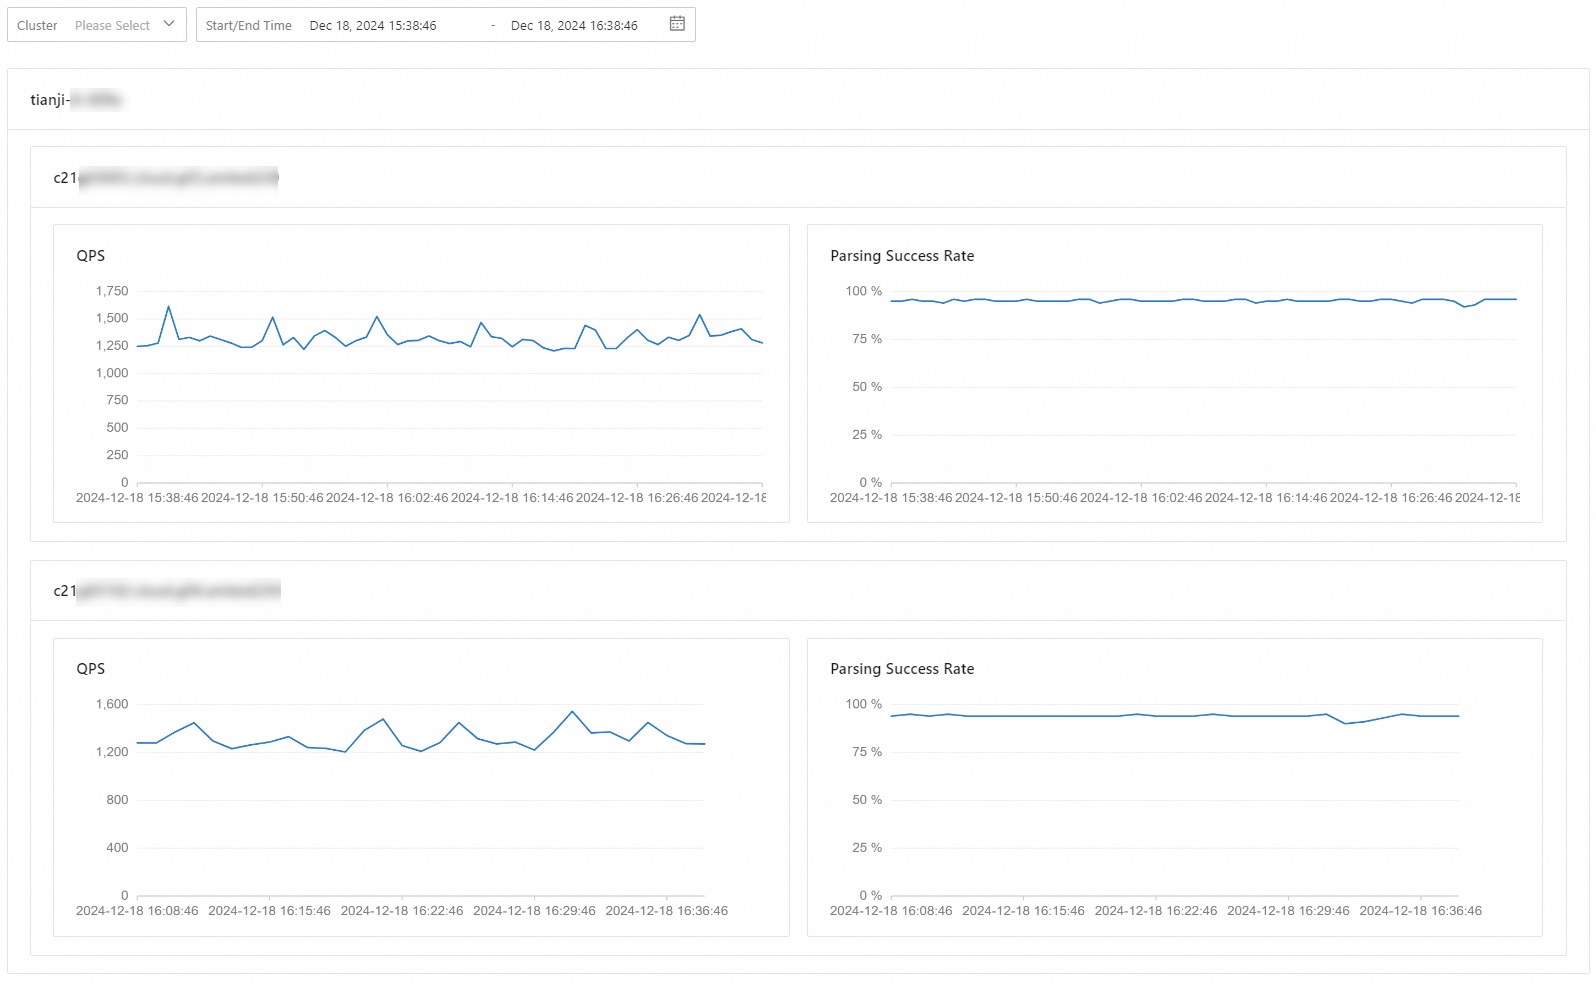 Cluster Please Select Start/End Time Dec 18, 2024 15:38:46 - Dec 18, 2024 16:38:46
tianji-
c21
QPS
1,750
1,500
1,250
1,000
750
500
250
0
2024-12-18 15:38:46 2024-12-18 15:50:46 2024-12-18 16:02:46 2024-12-18 16:14:46 2024-12-18 16:26:46 2024-12-18
Parsing Success Rate
100 %
75 %
50 %
25 %
0 %
2024-12-18 15:38:46 2024-12-18 15:50:46 2024-12-18 16:02:46 2024-12-18 16:14:46 2024-12-18 16:26:46 2024-12-18
c21
QPS
1,600
1,200
800
400
0
2024-12-18 16:08:46 2024-12-18 16:15:46 2024-12-18 16:22:46 2024-12-18 16:29:46 2024-12-18 16:36:46
Parsing Success Rate
100 %
75 %
50 %
25 %
0 %
2024-12-18 16:08:46 2024-12-18 16:15:46 2024-12-18 16:22:46 2024-12-18 16:29:46 2024-12-18 16:36:46